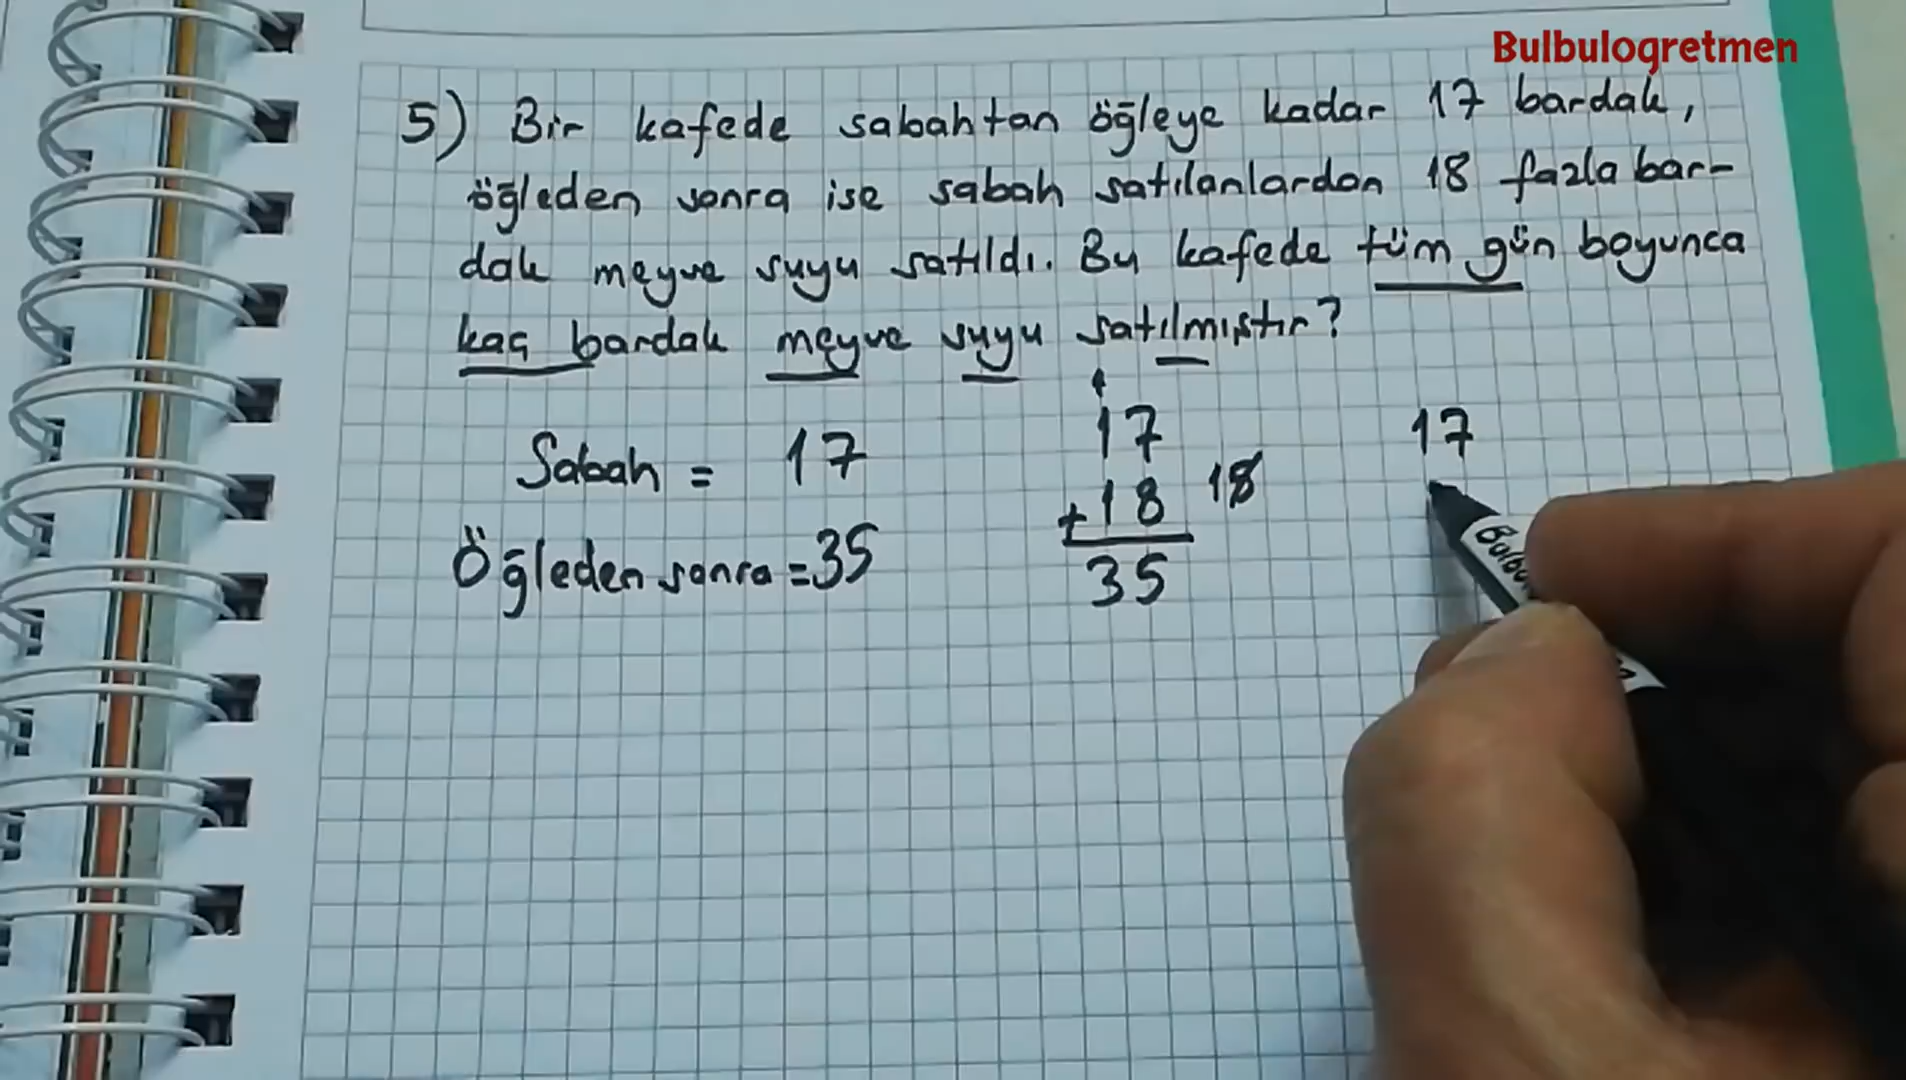 Bulbulogretmen
5) Bir kafede sabahtan öğleye kadar 17 bardak,
öğleden sonra ise sabah satılanlardan 18 fazla bar-
dak meyve suyu satıldı. Bu kafede tüm gün boyunca
kaç bardak meyve suyu satılmıştır?
Sabah = 17
Öğleden sonra = 35
17
+18
35
18
17